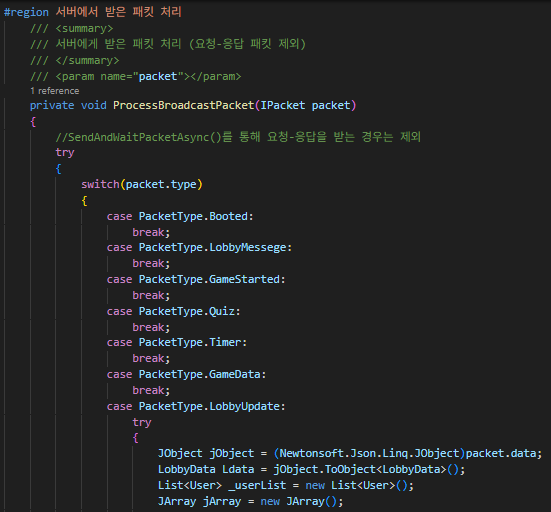 #region 서버에서 받은 패킷 처리
/// <summary>
/// 서버에게 받은 패킷 처리 (요청-응답 패킷 제외)
/// </summary>
/// <param name="packet"></param>
1 reference
private void ProcessBroadcastPacket(IPacket packet)
{
//SendAndWaitPacketAsync()를 통해 요청-응답을 받는 경우는 제외
try
{
switch(packet.type)
{
case PacketType.Booted:
break;
case PacketType.LobbyMessege:
break;
case PacketType.GameStarted:
break;
case PacketType.Quiz:
break;
case PacketType.Timer:
break;
case PacketType.GameData:
break;
case PacketType.LobbyUpdate:
try
{
JObject jObject = (Newtonsoft.Json.Linq.JObject)packet.data;
LobbyData Ldata = jObject.ToObject<LobbyData>();
List<User> _userList = new List<User>();
JArray jArray = new JArray();